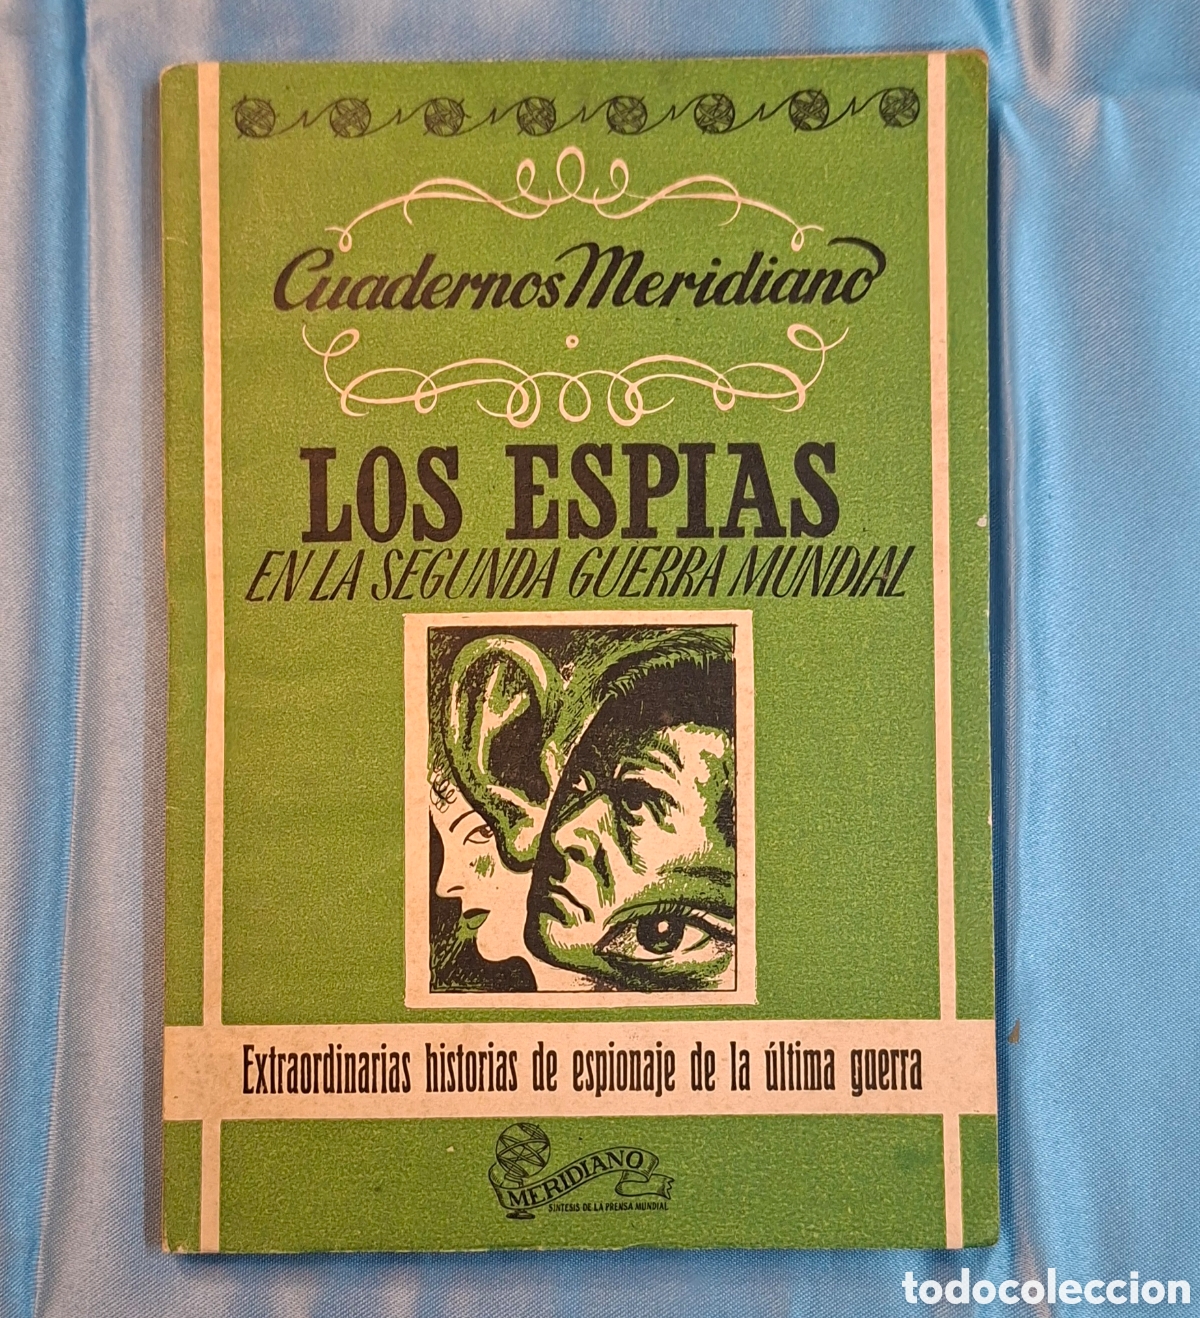 Cuadernos Meridiano
LOS ESPIAS
EN LA SEGUNDA GUERRA MUNDIAL
Extraordinarias historias de espionaje de la última guerra
MERIDIANO
SINTESIS DE LA PRENSA MUNDIAL
todocoleccion